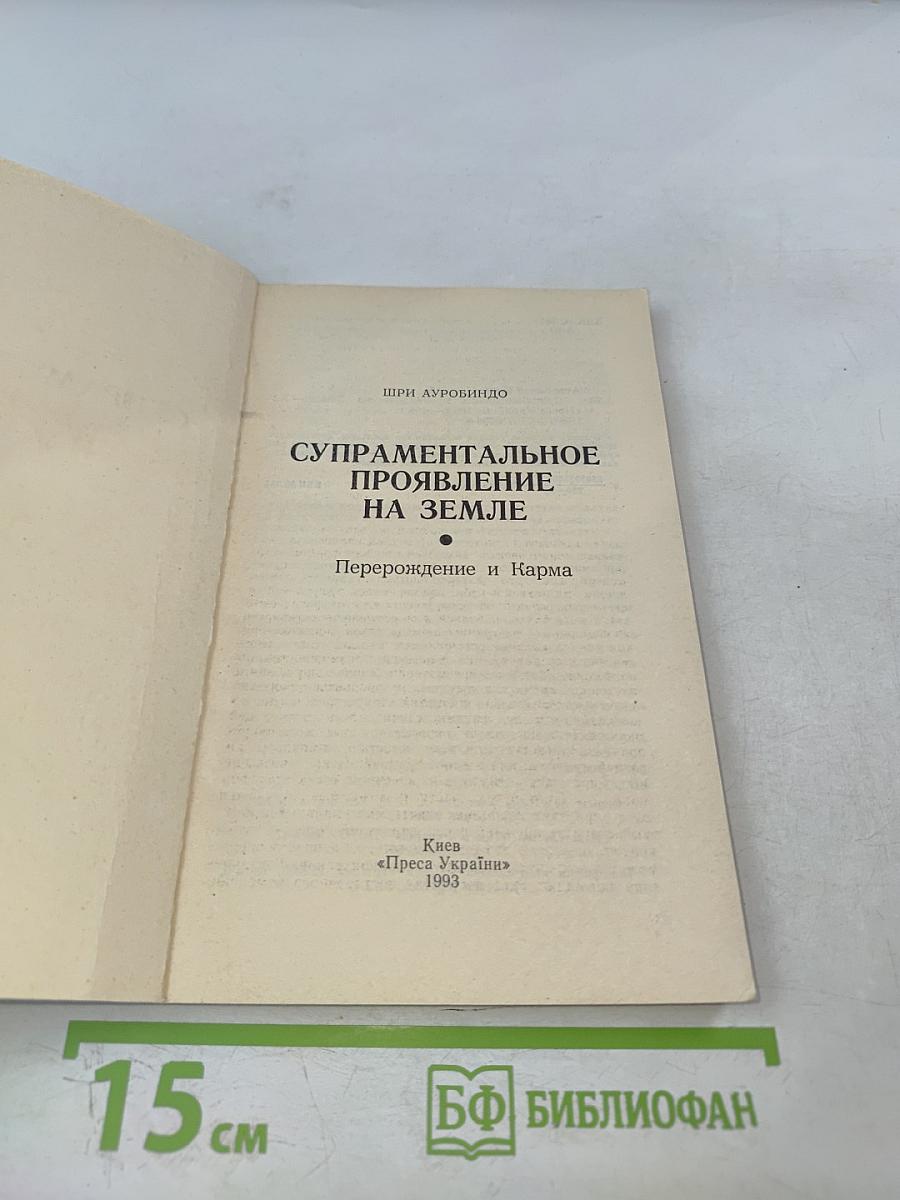 ШРИ АУРОБИНДО
СУПРАМЕНТАЛЬНОЕ
ПРОЯВЛЕНИЕ
НА ЗЕМЛЕ
Перерождение и Карма
Киев
«Преса України»
1993
15 см
БФ БИБЛИОФАН